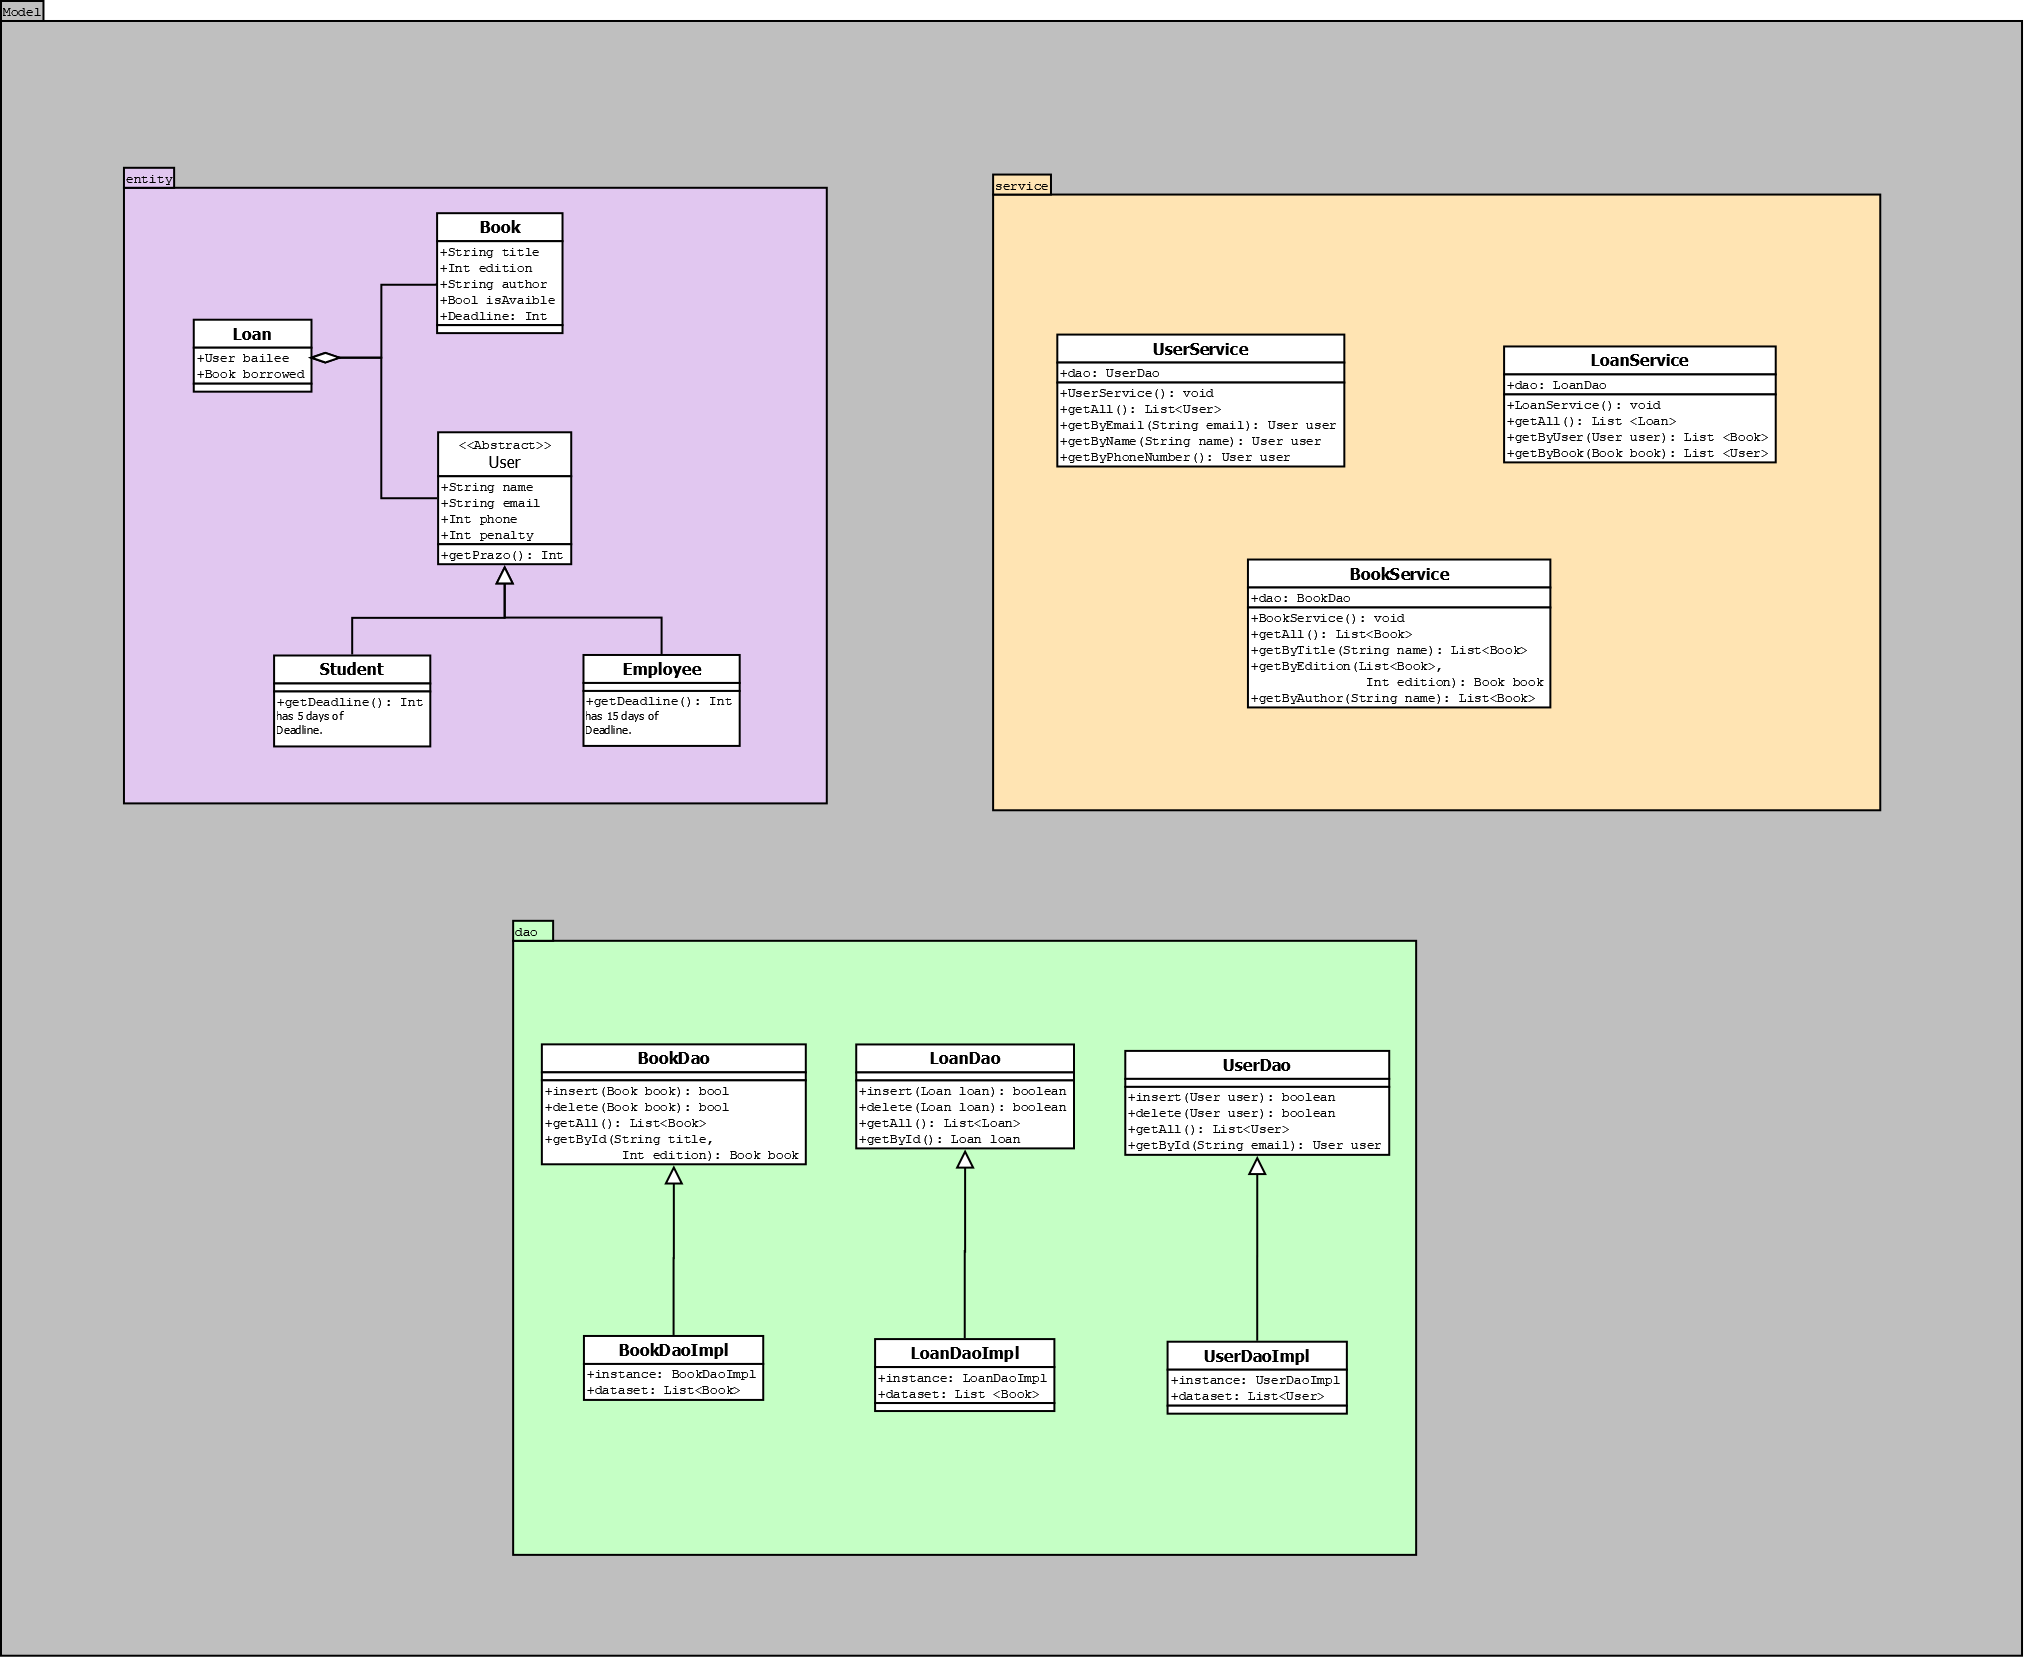 Model
entity
Book
+String title
+Int edition
+String author
+Bool isAvaible
+Deadline: Int
Loan
+User bailee
+Book borrowed
<<Abstract>>
User
+String name
+String email
+Int phone
+Int penalty
+getPrazo(): Int
Student
+getDeadline(): Int
has 5 days of
Deadline.
Employee
+getDeadline(): Int
has 15 days of
Deadline.
service
UserService
+dao: UserDao
+UserService(): void
+getAll(): List<User>
+getByEmail(String email): User user
+getByName(String name): User user
+getByPhoneNumber(): User user
LoanService
+dao: LoanDao
+LoanService(): void
+getAll(): List <Loan>
+getByUser(User user): List <Book>
+getByBook(Book book): List <User>
BookService
+dao: BookDao
+BookService(): void
+getAll(): List<Book>
+getByTitle(String name): List<Book>
+getByEdition(List<Book>,
Int edition): Book book
+getByAuthor(String name): List<Book>
dao
BookDao
+insert(Book book): bool
+delete(Book book): bool
+getAll(): List<Book>
+getById(String title,
Int edition): Book book
LoanDao
+insert(Loan loan): boolean
+delete(Loan loan): boolean
+getAll(): List<Loan>
+getById(): Loan loan
UserDao
+insert(User user): boolean
+delete(User user): boolean
+getAll(): List<User>
+getById(String email): User user
BookDaoImpl
+instance: BookDaoImpl
+dataset: List<Book>
LoanDaoImpl
+instance: LoanDaoImpl
+dataset: List <Book>
UserDaoImpl
+instance: UserDaoImpl
+dataset: List<User>